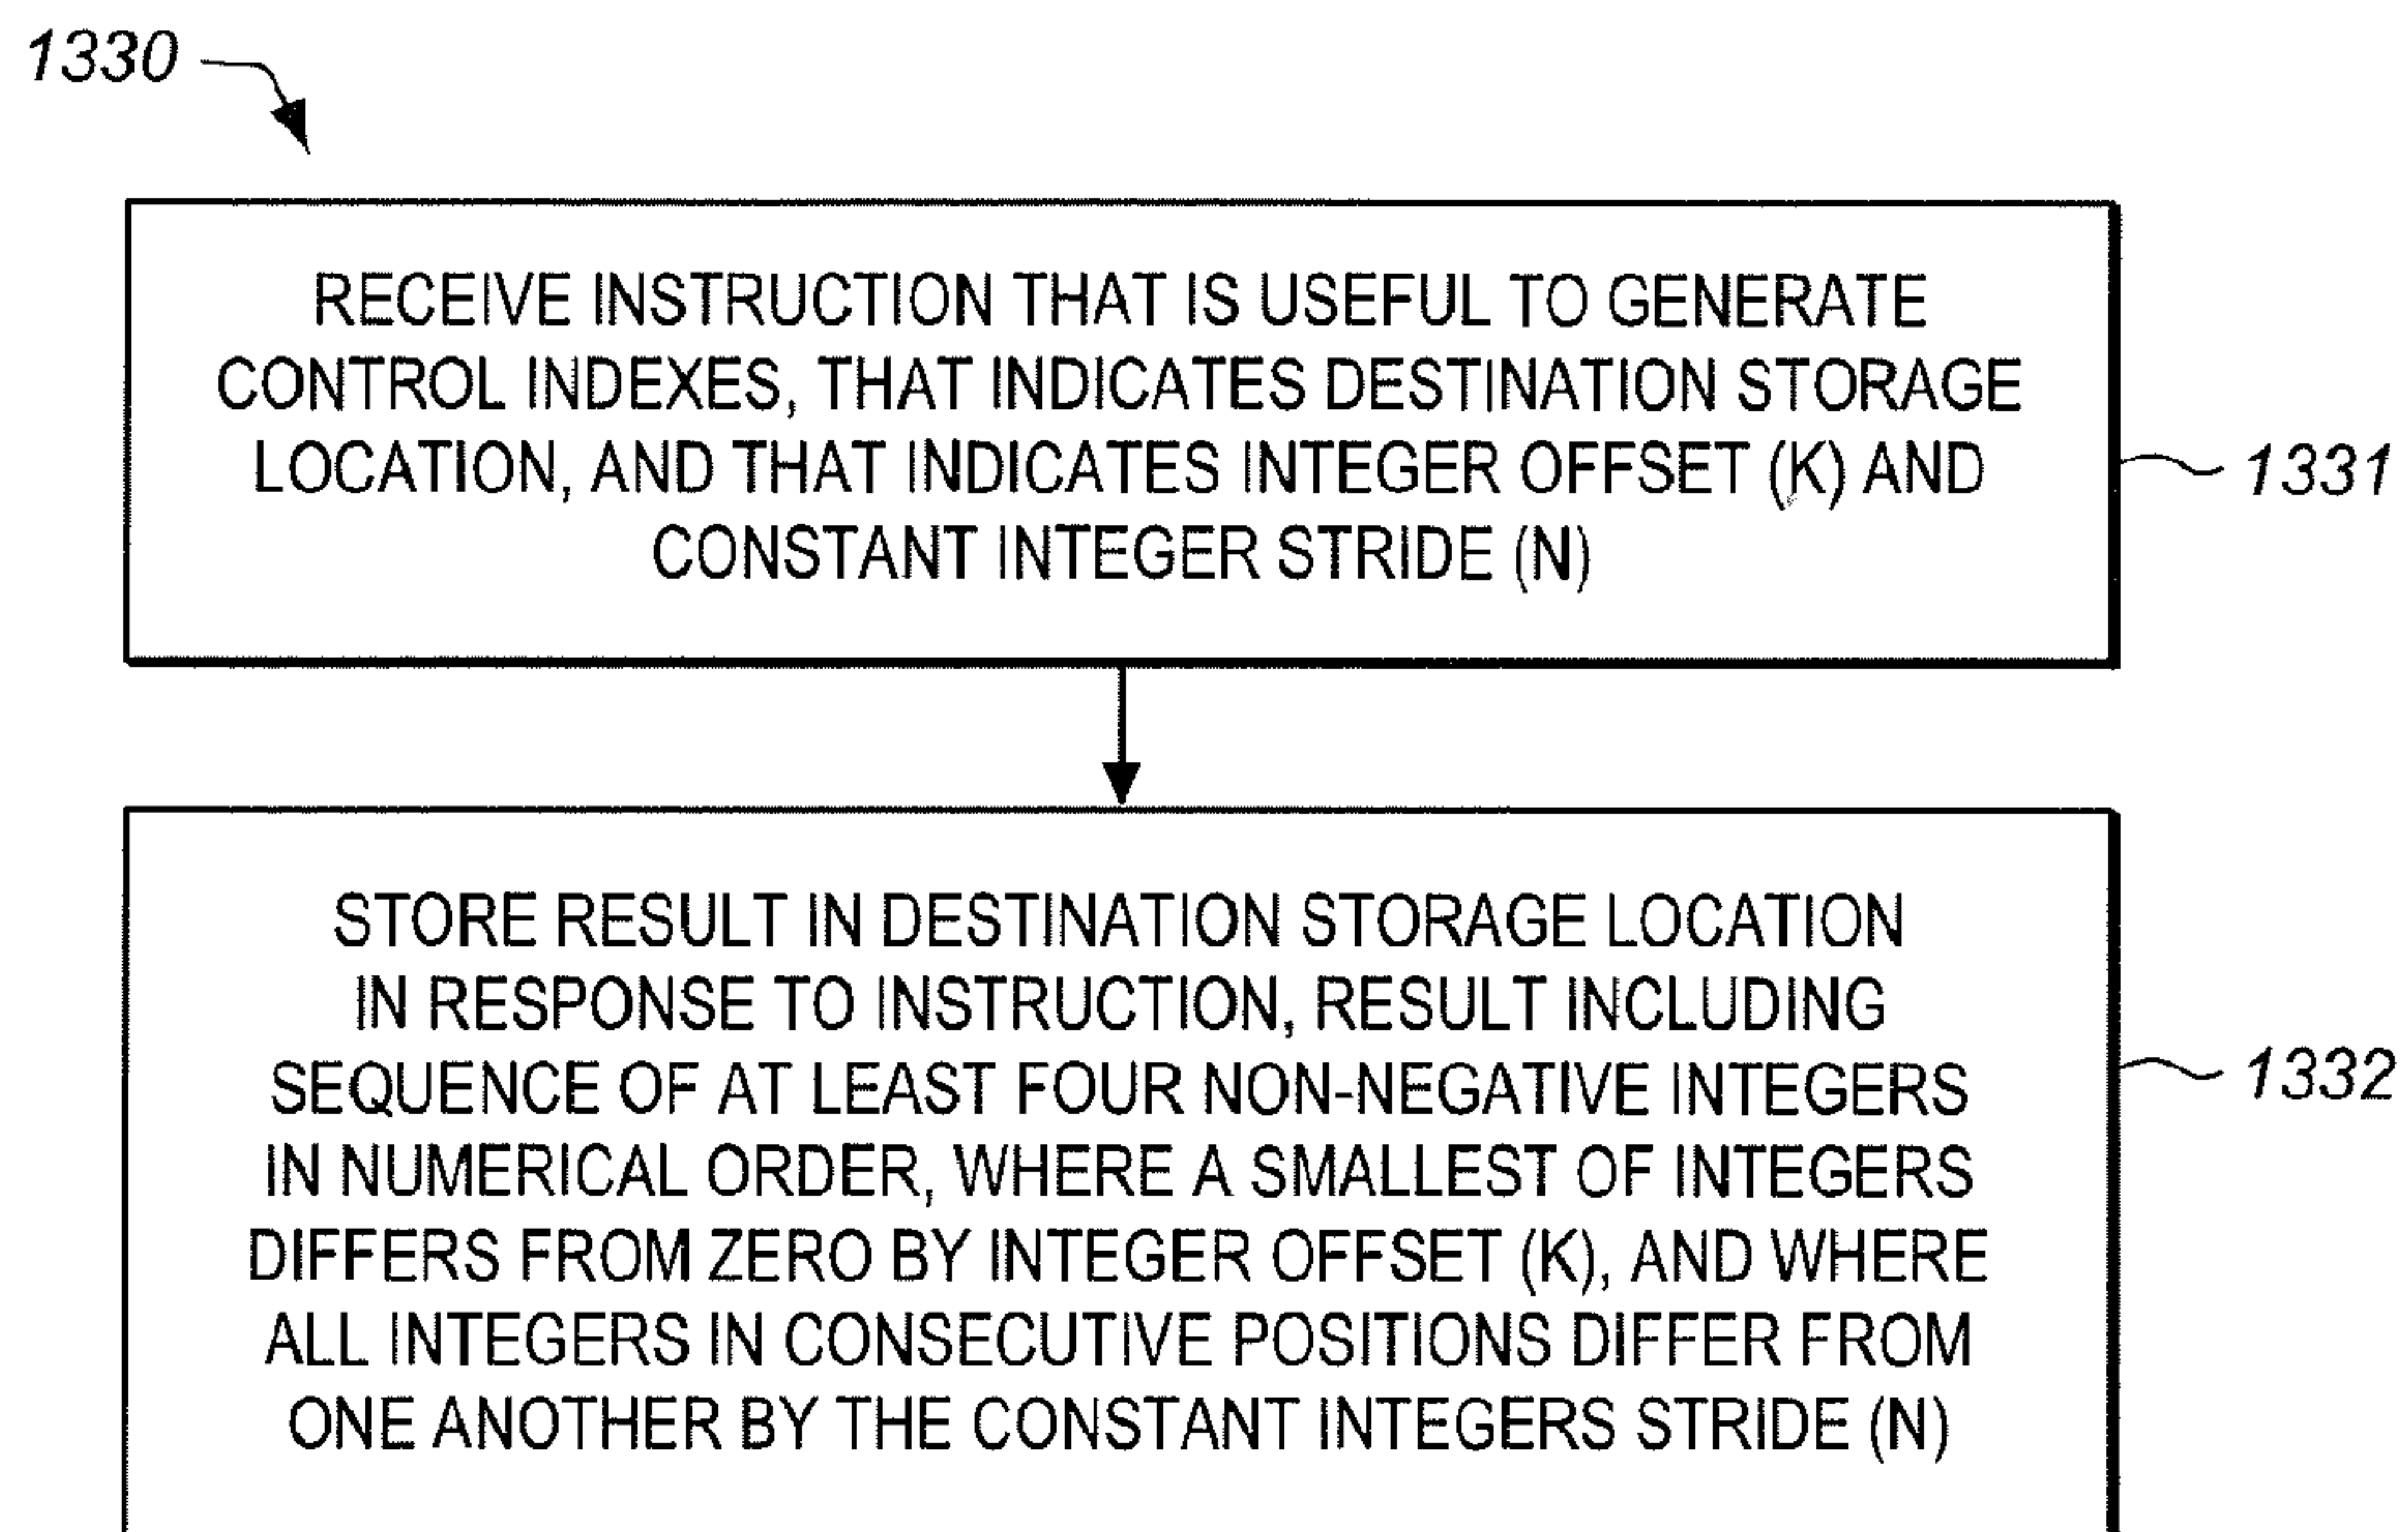 1330
RECEIVE INSTRUCTION THAT IS USEFUL TO GENERATE
CONTROL INDEXES, THAT INDICATES DESTINATION STORAGE
LOCATION, AND THAT INDICATES INTEGER OFFSET (K) AND
CONSTANT INTEGER STRIDE (N)
1331
STORE RESULT IN DESTINATION STORAGE LOCATION
IN RESPONSE TO INSTRUCTION, RESULT INCLUDING
SEQUENCE OF AT LEAST FOUR NON-NEGATIVE INTEGERS
IN NUMERICAL ORDER, WHERE A SMALLEST OF INTEGERS
DIFFERS FROM ZERO BY INTEGER OFFSET (K), AND WHERE
ALL INTEGERS IN CONSECUTIVE POSITIONS DIFFER FROM
ONE ANOTHER BY THE CONSTANT INTEGERS STRIDE (N)
1332